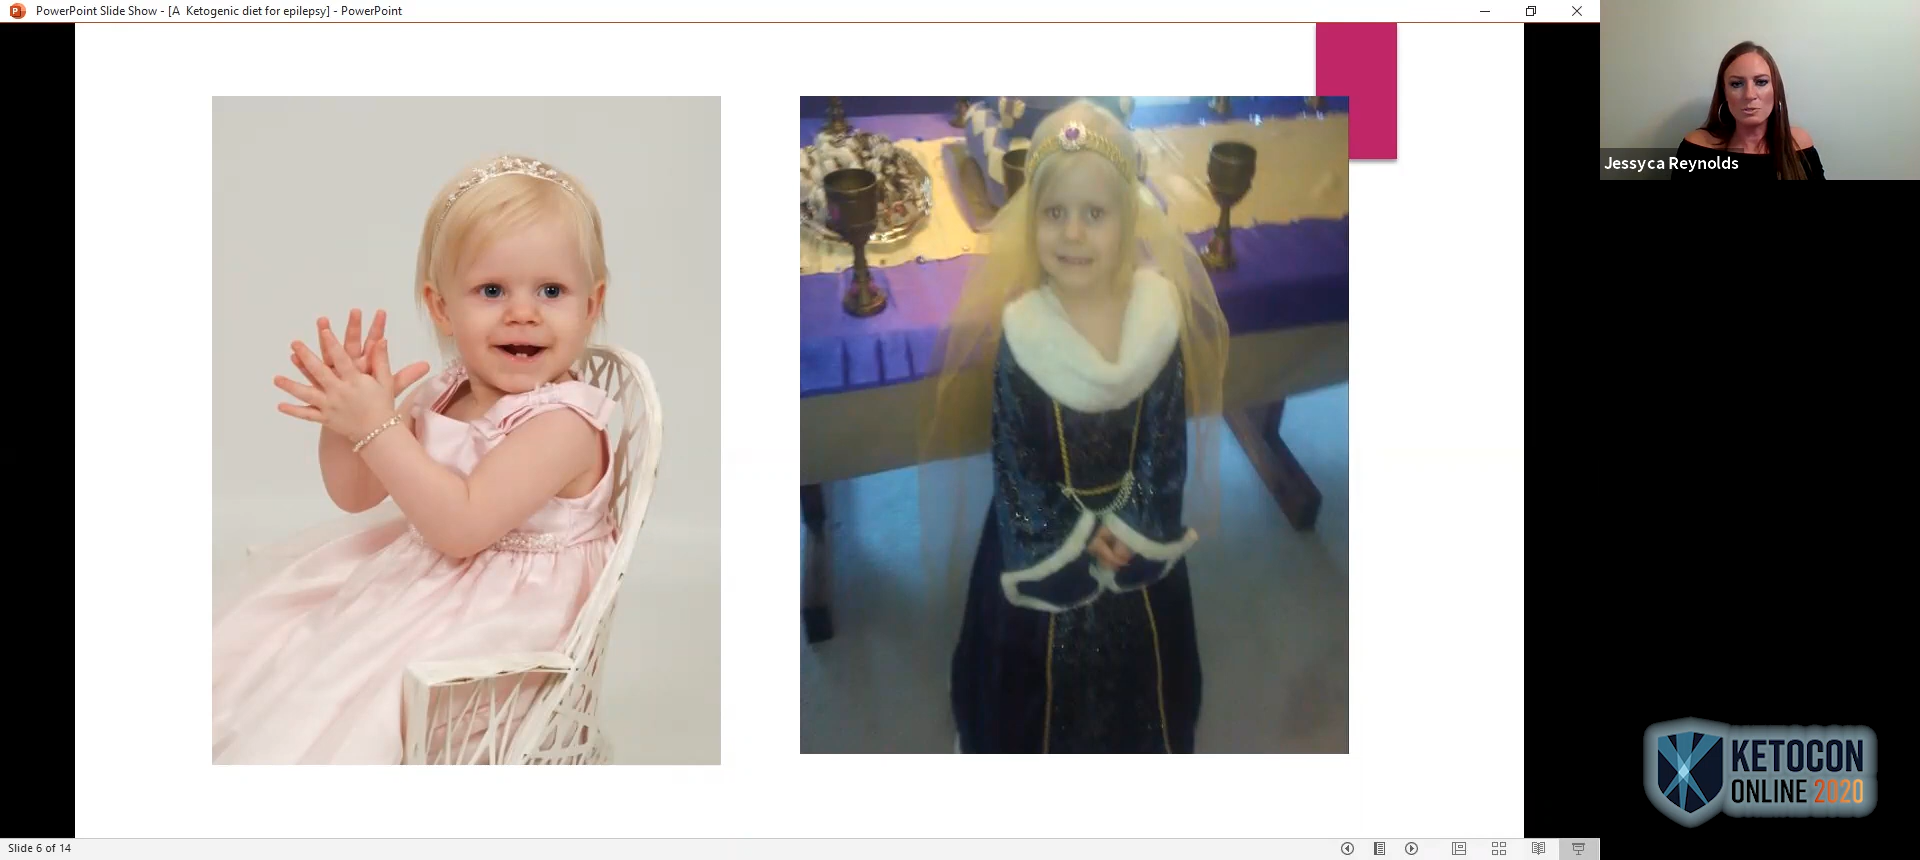 PowerPoint Slide Show - [A  Ketogenic diet for epilepsy] - PowerPoint
Jessyca Reynolds
KETOCON
ONLINE 2020
Slide 6 of 14